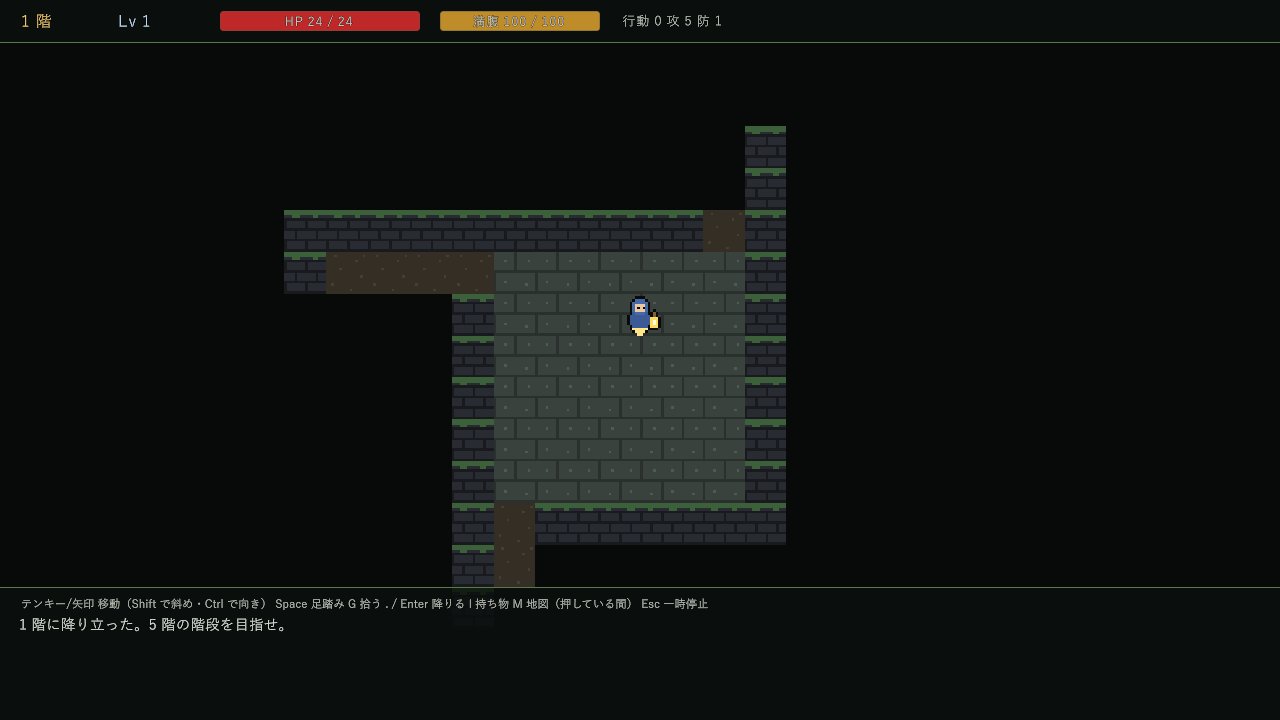 1 階 Lv 1 HP 24 / 24 満腹 100 / 100 行動 0 攻 5 防 1
テンキー/矢印 移動（Shift で斜め・Ctrl で向き） Space 足踏み G 拾う . / Enter 降りる I 持ち物 M 地図（押している間） Esc 一時停止
1 階に降り立った。5 階の階段を目指せ。